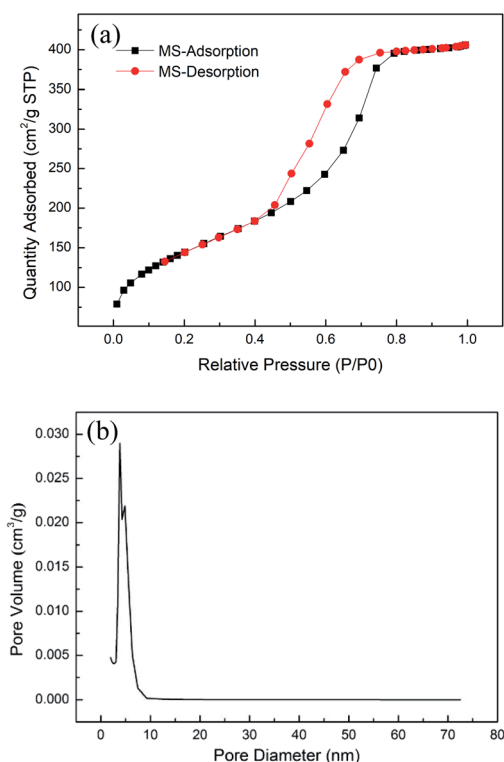 (a)
MS-Adsorption
MS-Desorption
400
350
300
250
200
150
100
Quantity Adsorbed (cm²/g STP)
0.0 0.2 0.4 0.6 0.8 1.0
Relative Pressure (P/P0)
(b)
0.030
0.025
0.020
0.015
0.010
0.005
0.000
Pore Volume (cm³/g)
0 10 20 30 40 50 60 70 80
Pore Diameter (nm)